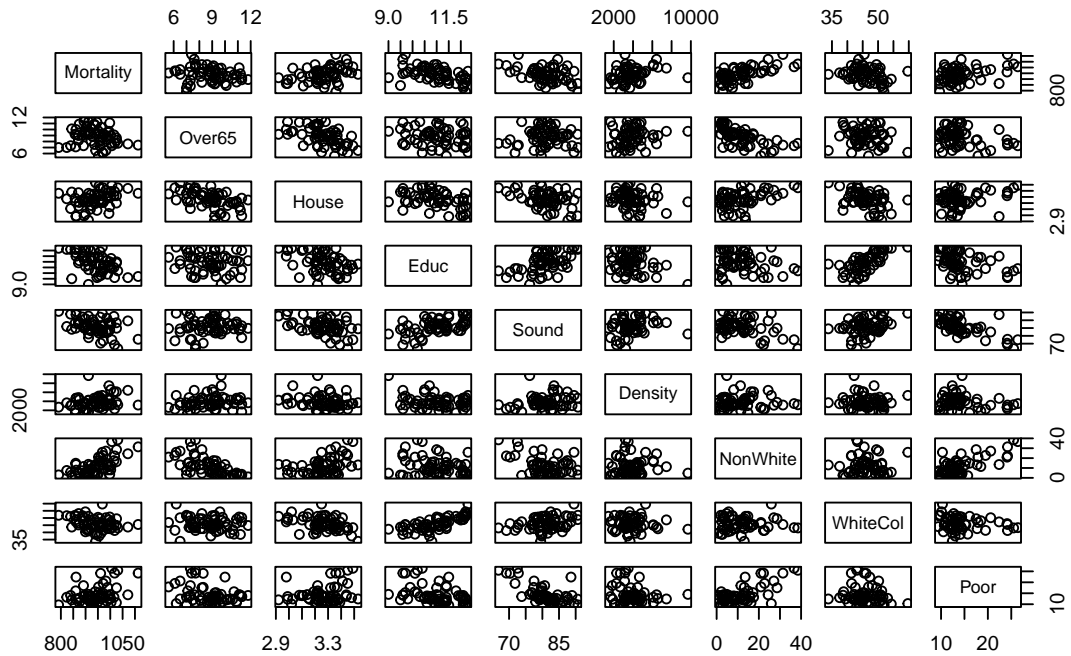 6 9 12 9.0 11.5 2000 10000 35 50
Mortality 800
12 6 Over65
House 2.9
9.0 Educ
Sound 70
2000 Density
NonWhite 40 0
35 WhiteCol
Poor 10
800 1050 2.9 3.3 70 85 0 20 40 10 20